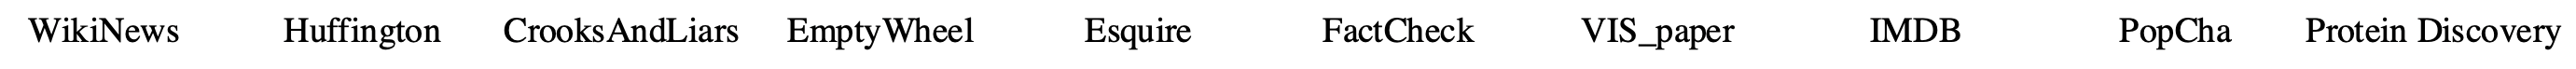 WikiNews Huffington CrooksAndLiars EmptyWheel Esquire FactCheck VIS_paper IMDB PopCha Protein Discovery